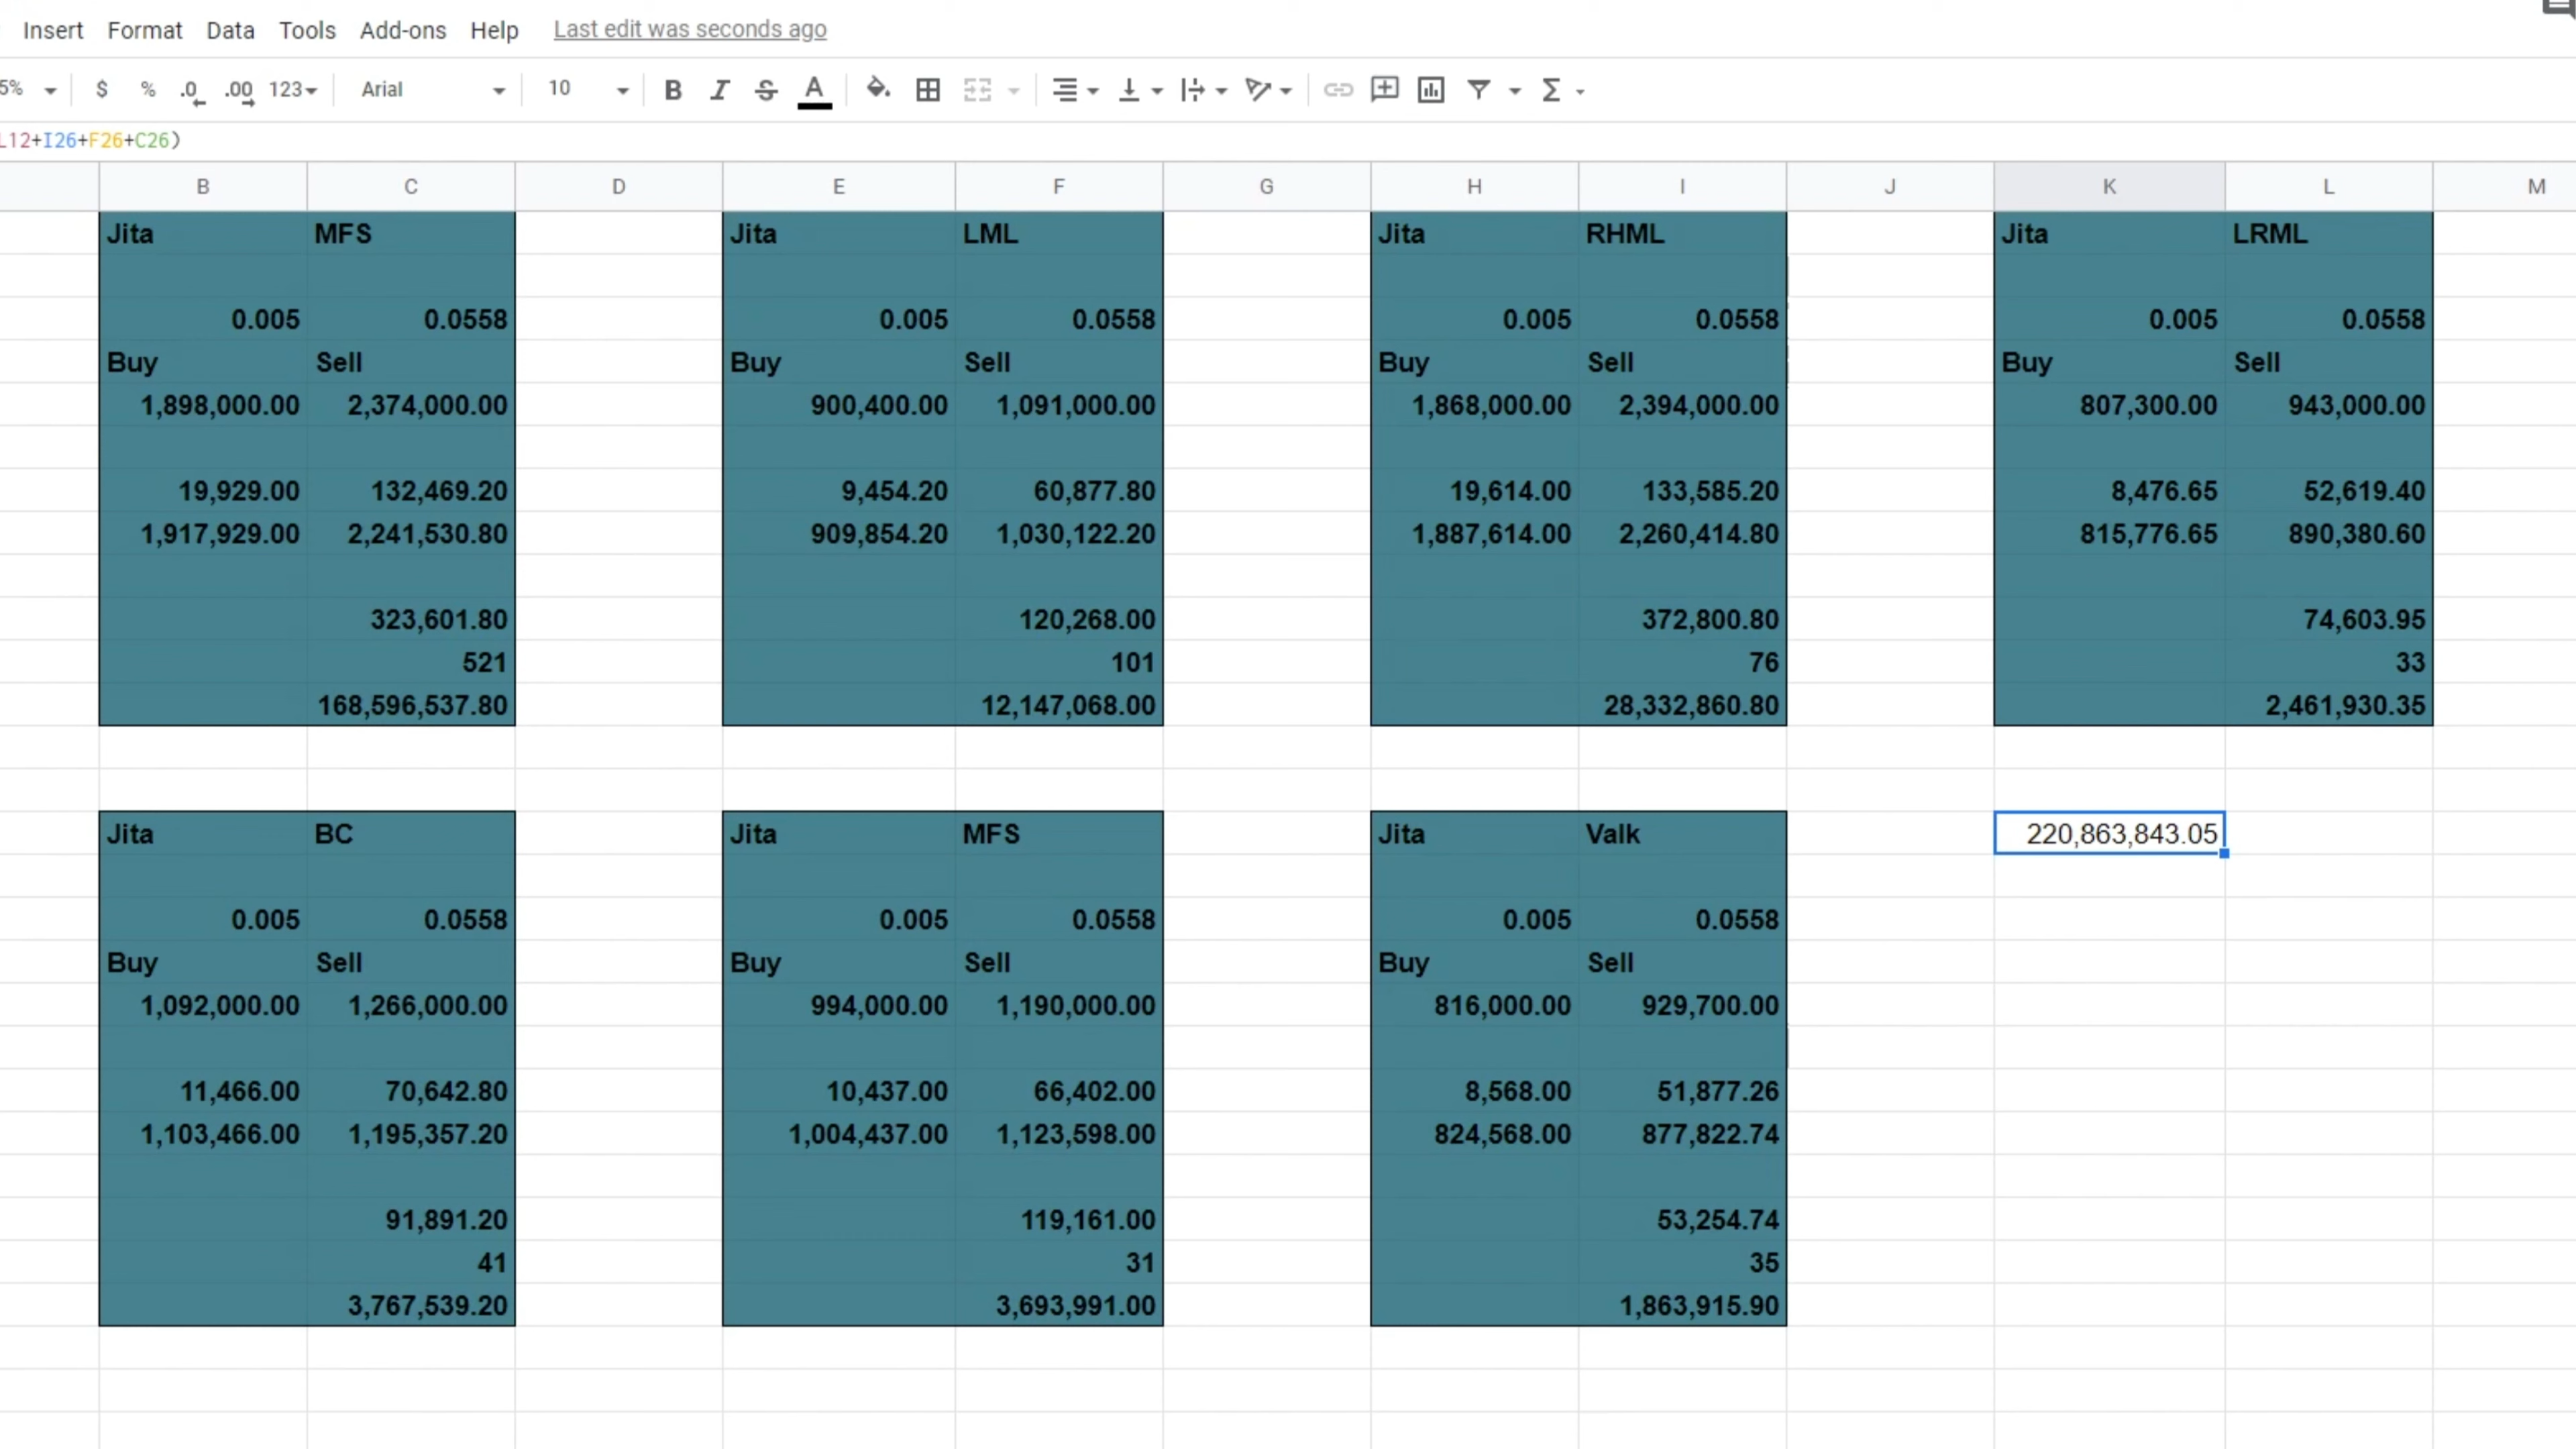 Insert Format Data Tools Add-ons Help Last edit was seconds ago
5% $ % .0 .00 123 Arial 10 B I S A Σ
L12+I26+F26+C26)
B C D E F G H I J K L M
Jita MFS Jita LML Jita RHML Jita LRML
0.005 0.0558 0.005 0.0558 0.005 0.0558 0.005 0.0558
Buy Sell Buy Sell Buy Sell Buy Sell
1,898,000.00 2,374,000.00 900,400.00 1,091,000.00 1,868,000.00 2,394,000.00 807,300.00 943,000.00
19,929.00 132,469.20 9,454.20 60,877.80 19,614.00 133,585.20 8,476.65 52,619.40
1,917,929.00 2,241,530.80 909,854.20 1,030,122.20 1,887,614.00 2,260,414.80 815,776.65 890,380.60
323,601.80 120,268.00 372,800.80 74,603.95
521 101 76 33
168,596,537.80 12,147,068.00 28,332,860.80 2,461,930.35
Jita BC Jita MFS Jita Valk 220,863,843.05
0.005 0.0558 0.005 0.0558 0.005 0.0558
Buy Sell Buy Sell Buy Sell
1,092,000.00 1,266,000.00 994,000.00 1,190,000.00 816,000.00 929,700.00
11,466.00 70,642.80 10,437.00 66,402.00 8,568.00 51,877.26
1,103,466.00 1,195,357.20 1,004,437.00 1,123,598.00 824,568.00 877,822.74
91,891.20 119,161.00 53,254.74
41 31 35
3,767,539.20 3,693,991.00 1,863,915.90